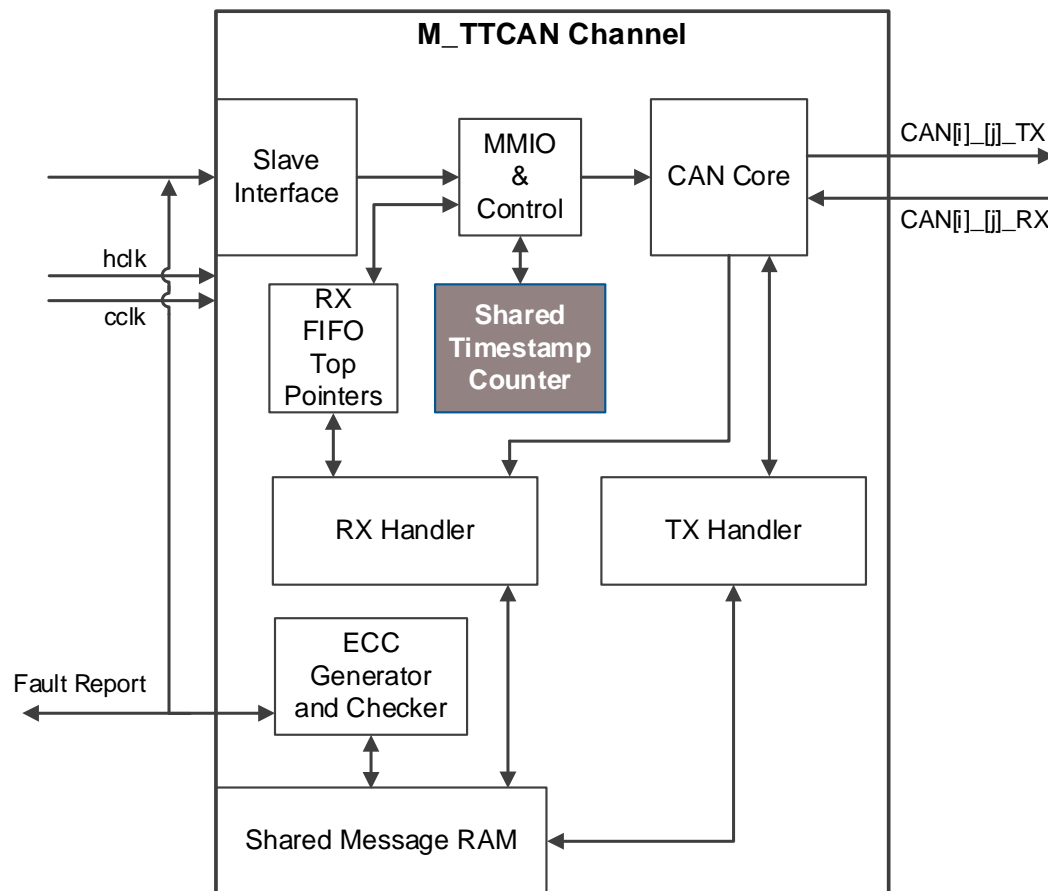 M_TTCAN Channel
Slave
Interface
MMIO
&
Control
CAN Core
CAN[i]_[j]_TX
CAN[i]_[j]_RX
hclk
cclk
RX
FIFO
Top
Pointers
Shared
Timestamp
Counter
RX Handler
TX Handler
ECC
Generator
and Checker
Fault Report
Shared Message RAM